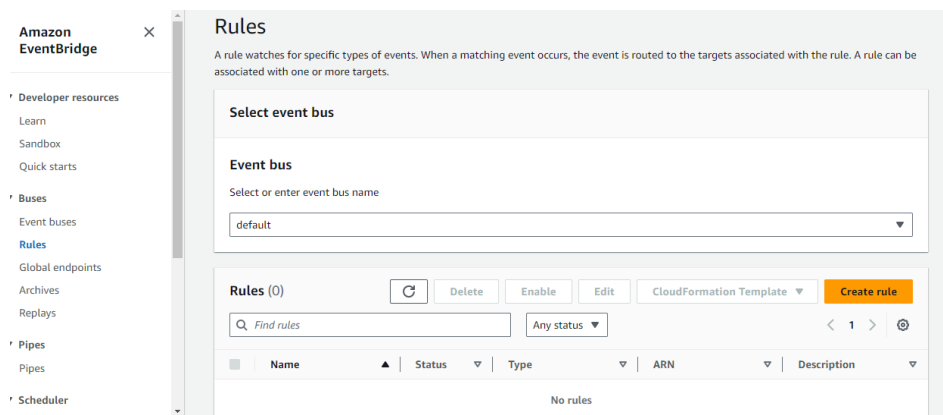 Amazon
EventBridge
Developer resources
Learn
Sandbox
Quick starts
Buses
Event buses
Rules
Global endpoints
Archives
Replays
Pipes
Pipes
Scheduler
Rules
A rule watches for specific types of events. When a matching event occurs, the event is routed to the targets associated with the rule. A rule can be
associated with one or more targets.
Select event bus
Event bus
Select or enter event bus name
default
Rules (0) Delete Enable Edit CloudFormation Template Create rule
Find rules Any status 1
Name Status Type ARN Description
No rules